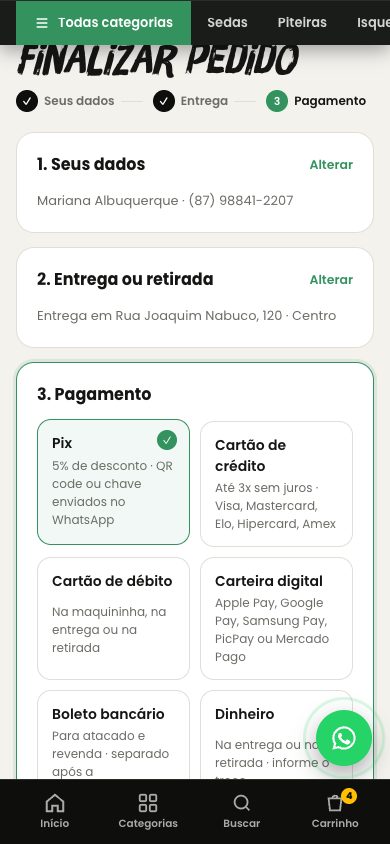 Todas categorias Sedas Piteiras Isque
FINALIZAR PEDIDO
Seus dados Entrega 3 Pagamento
1. Seus dados Alterar
Mariana Albuquerque · (87) 98841-2207
2. Entrega ou retirada Alterar
Entrega em Rua Joaquim Nabuco, 120 · Centro
3. Pagamento
Pix
5% de desconto · QR
code ou chave
enviados no
WhatsApp
Cartão de
crédito
Até 3x sem juros ·
Visa, Mastercard,
Elo, Hipercard, Amex
Cartão de débito
Na maquininha, na
entrega ou na
retirada
Carteira digital
Apple Pay, Google
Pay, Samsung Pay,
PicPay ou Mercado
Pago
Boleto bancário
Para atacado e
revenda · separado
após a
Dinheiro
Na entrega ou na
retirada · informe o
4
Início Categorias Buscar Carrinho